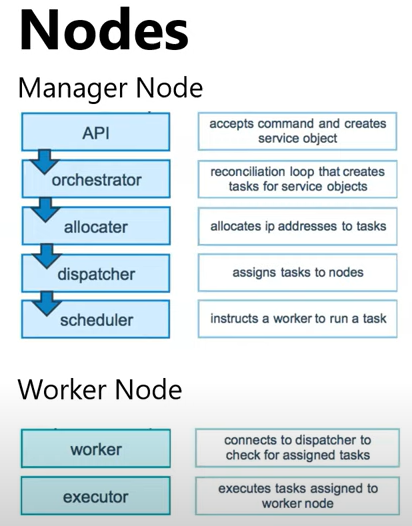 Nodes
Manager Node
API
accepts command and creates
service object
orchestrator
reconciliation loop that creates
tasks for service objects
allocater
allocates ip addresses to tasks
dispatcher
assigns tasks to nodes
scheduler
instructs a worker to run a task
Worker Node
worker
connects to dispatcher to
check for assigned tasks
executor
executes tasks assigned to
worker node